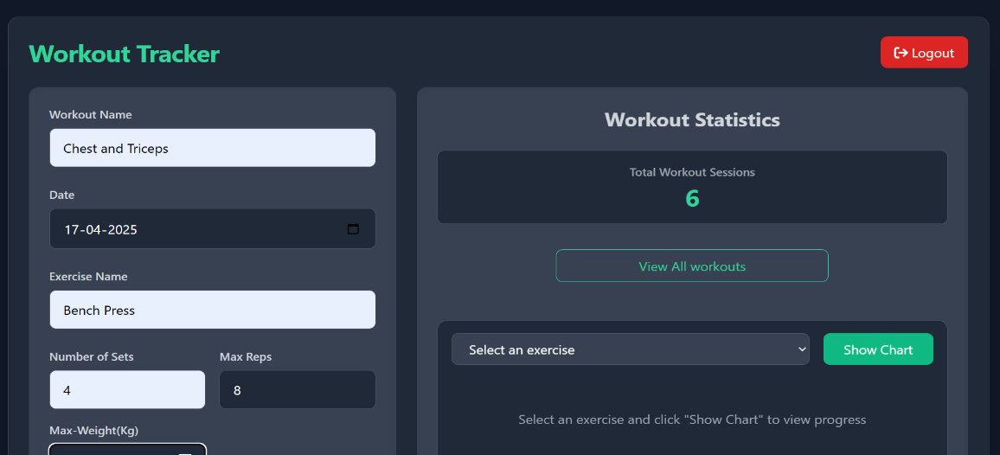 Workout Tracker
Logout
Workout Name
Chest and Triceps
Date
17-04-2025
Exercise Name
Bench Press
Number of Sets
Max Reps
4
8
Max-Weight(Kg)
Workout Statistics
Total Workout Sessions
6
View All workouts
Select an exercise
Show Chart
Select an exercise and click "Show Chart" to view progress